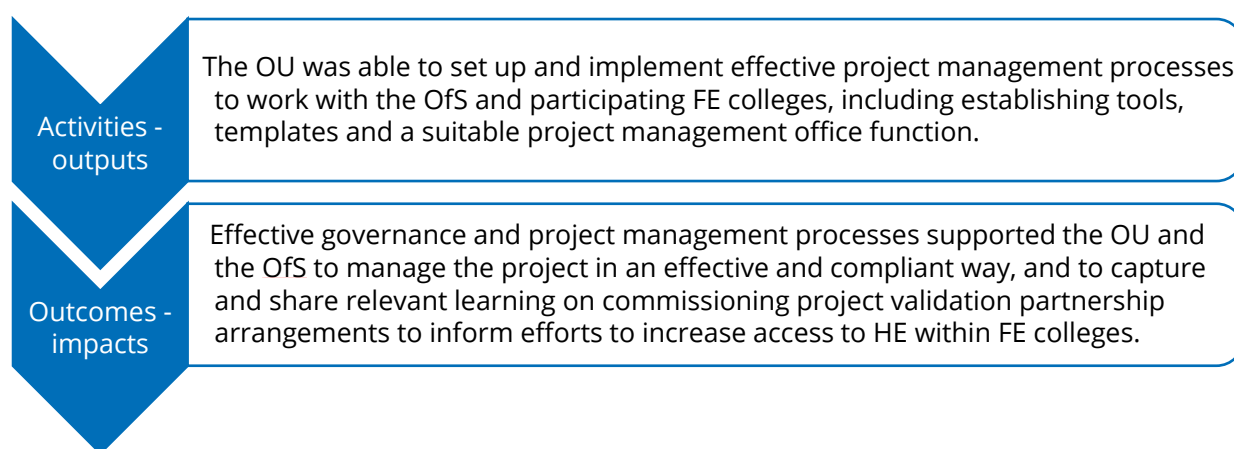 Activities -
outputs
The OU was able to set up and implement effective project management processes
to work with the OfS and participating FE colleges, including establishing tools,
templates and a suitable project management office function.
Outcomes -
impacts
Effective governance and project management processes supported the OU and
the OfS to manage the project in an effective and compliant way, and to capture
and share relevant learning on commissioning project validation partnership
arrangements to inform efforts to increase access to HE within FE colleges.